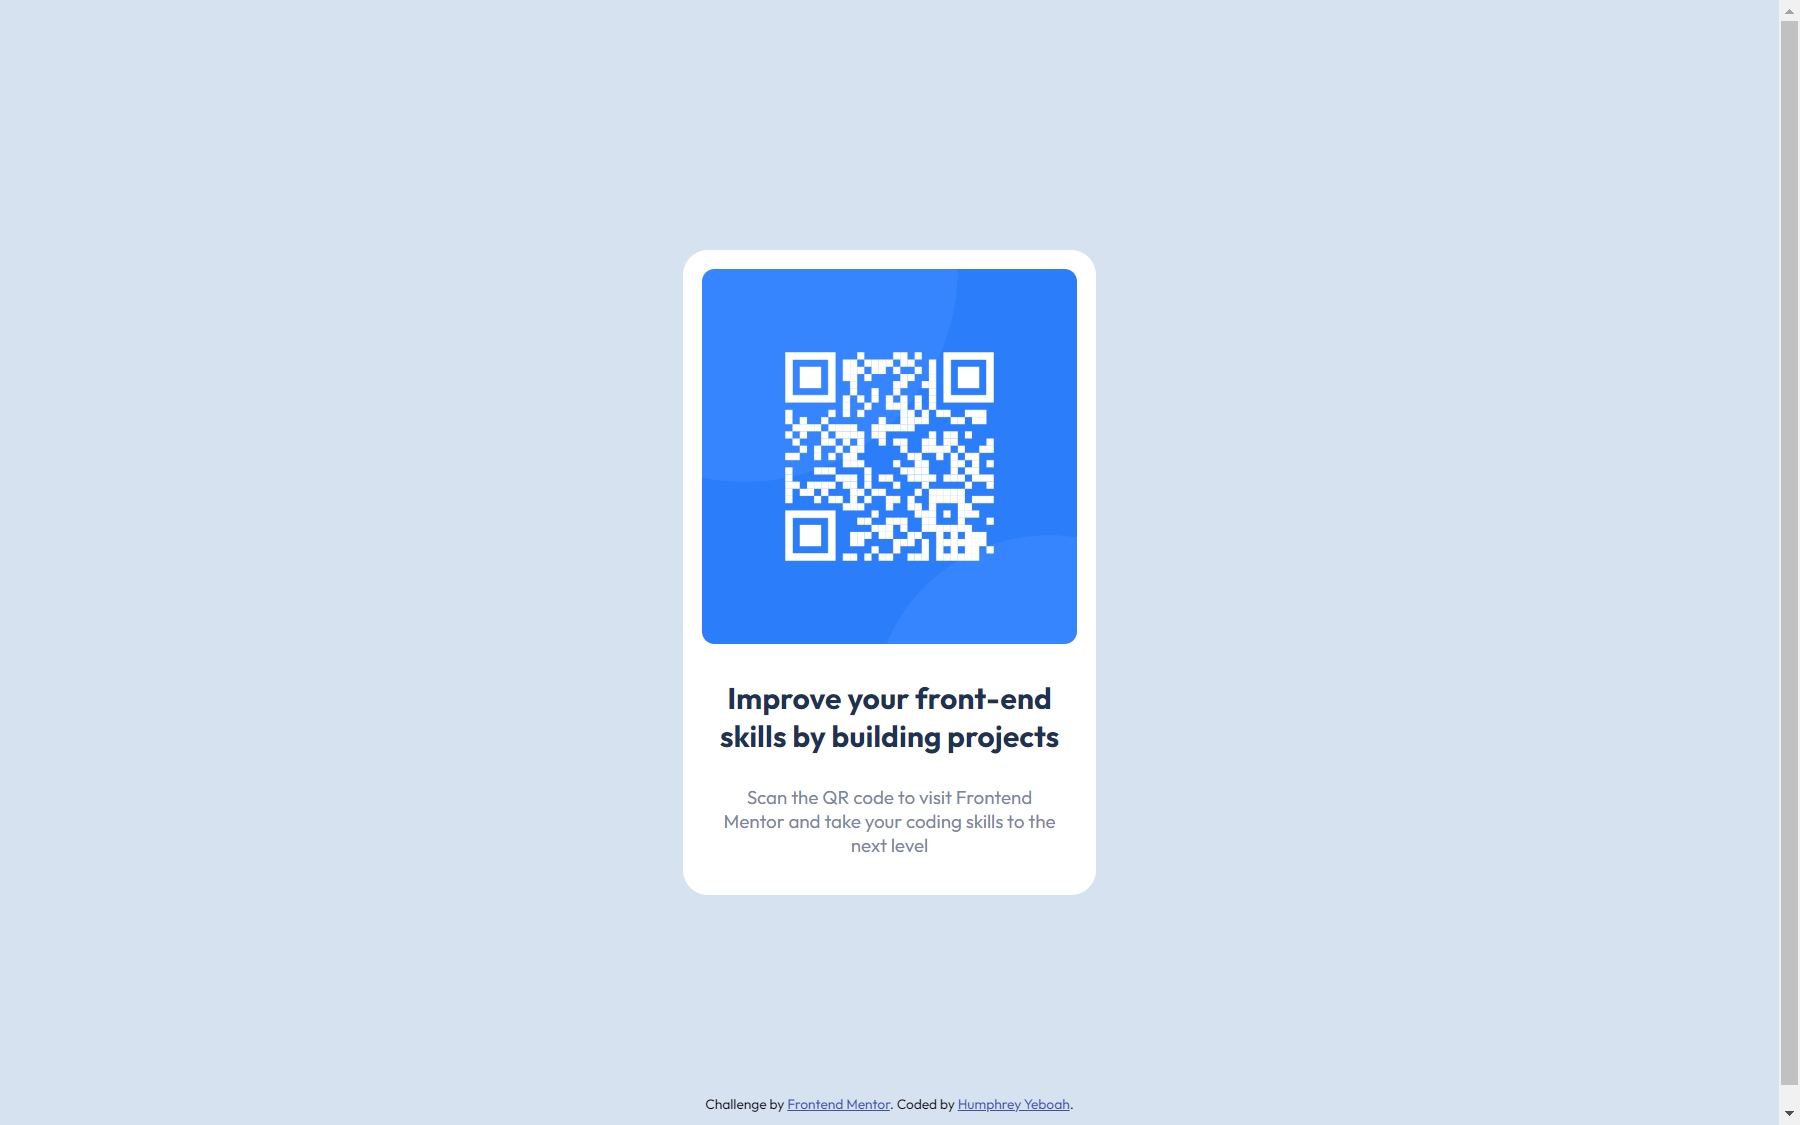 Improve your front-end
skills by building projects
Scan the QR code to visit Frontend
Mentor and take your coding skills to the
next level
Challenge by Frontend Mentor. Coded by Humphrey Yeboah.